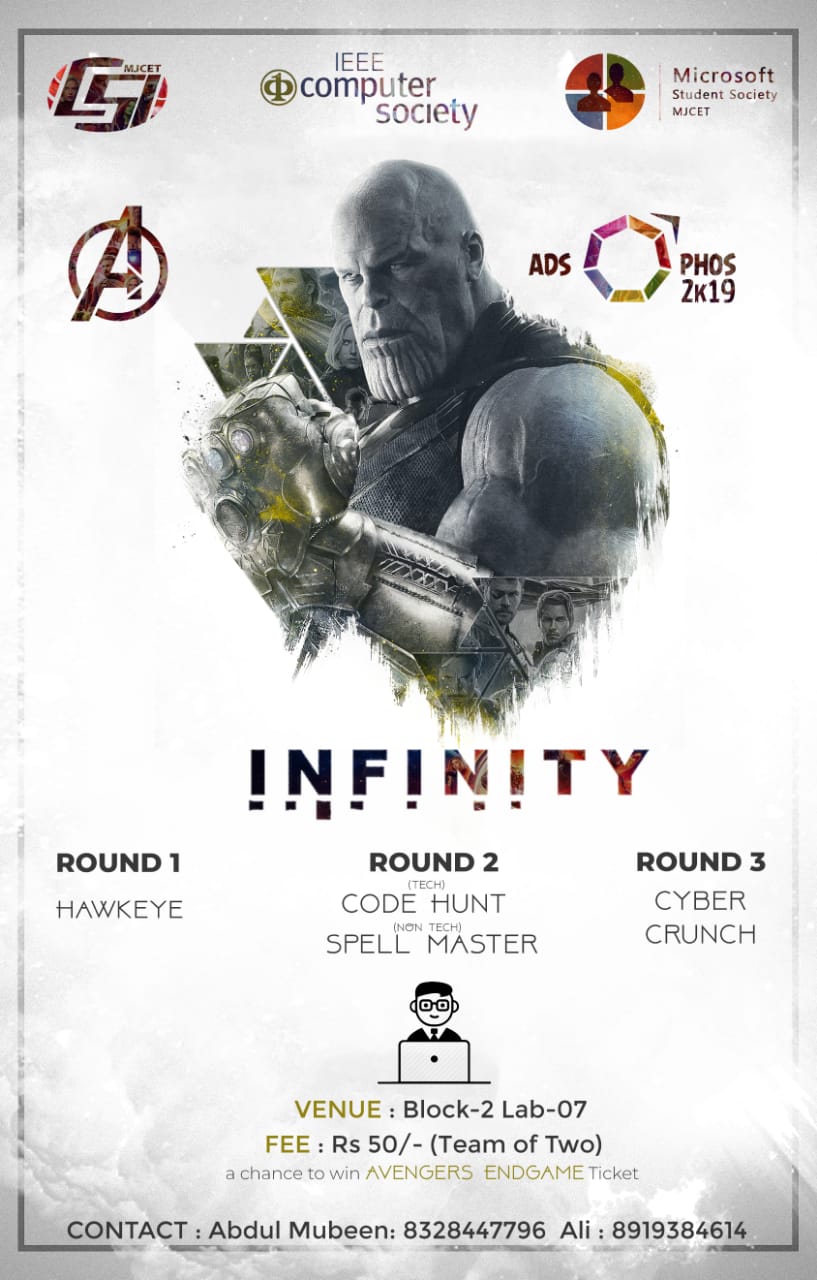 MJCET
CSI
IEEE
computer
society
Microsoft
Student Society
MJCET
A
ADS
PHOS
2K19
INFINITY
ROUND 1
HAWKEYE
ROUND 2
(TECH)
CODE HUNT
(NON TECH)
SPELL MASTER
ROUND 3
CYBER
CRUNCH
VENUE : Block-2 Lab-07
FEE : Rs 50/- (Team of Two)
a chance to win AVENGERS ENDGAME Ticket
CONTACT : Abdul Mubeen: 8328447796 Ali : 8919384614